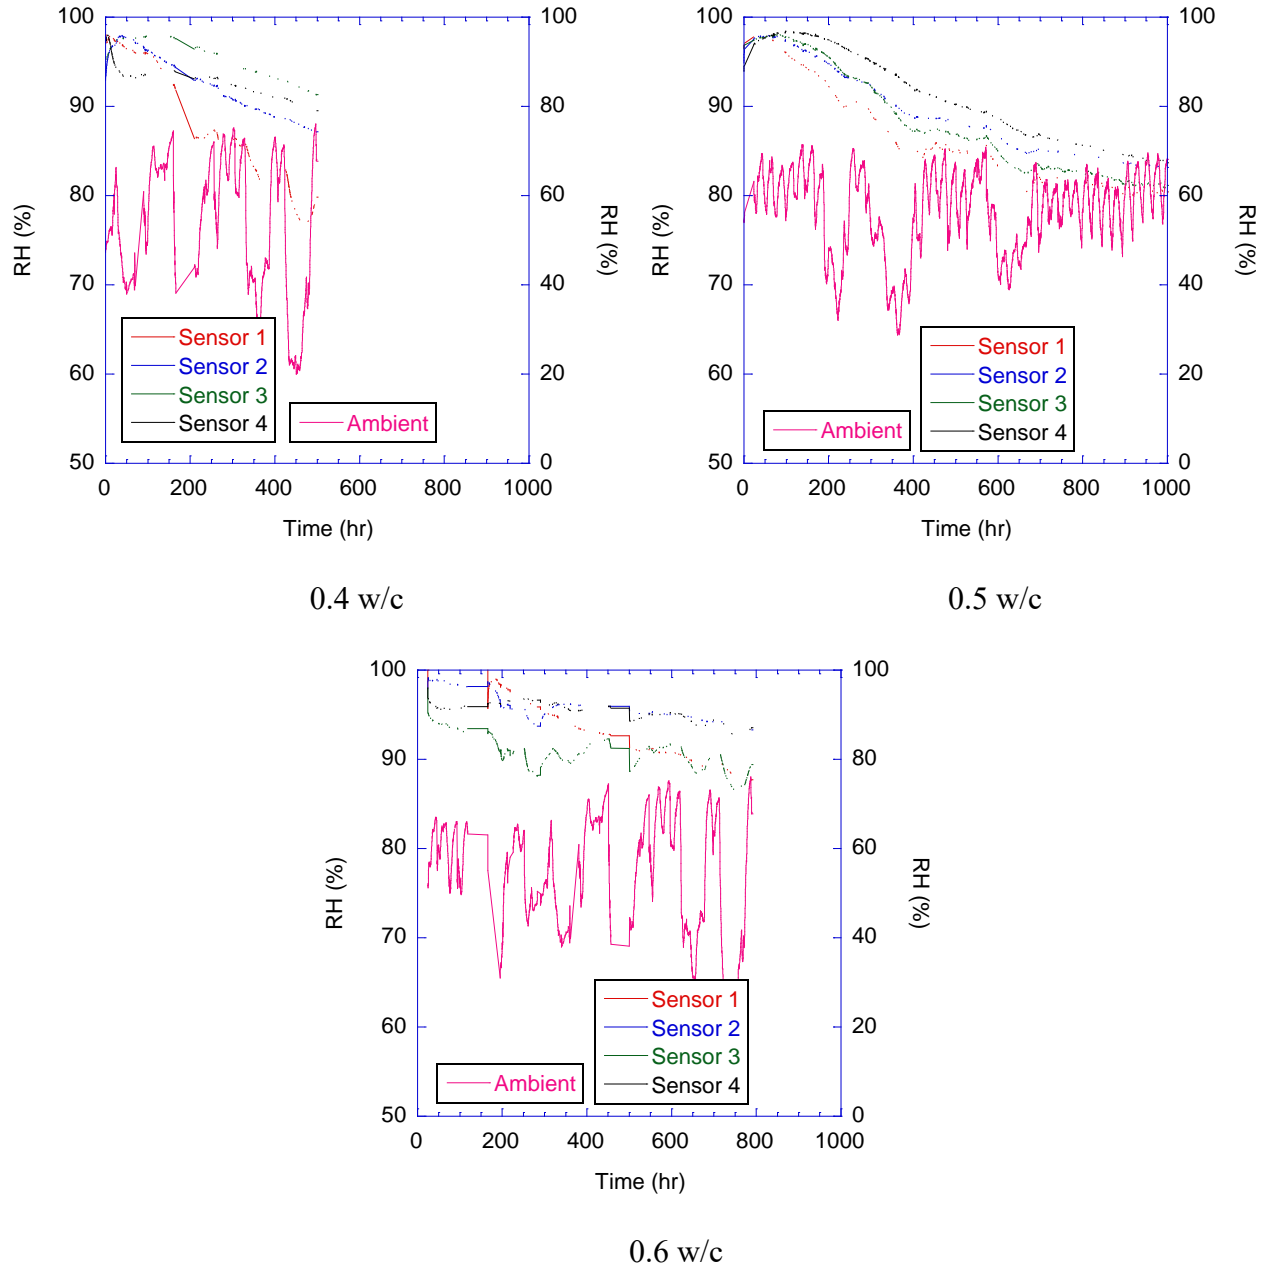 100
90
80
70
60
50
RH (%)
100
80
60
40
20
0
RH (%)
Sensor 1
Sensor 2
Sensor 3
Sensor 4
Ambient
0 200 400 600 800 1000
Time (hr)
0.4 w/c
100
90
80
70
60
50
RH (%)
100
80
60
40
20
0
RH (%)
Sensor 1
Sensor 2
Sensor 3
Sensor 4
Ambient
0 200 400 600 800 1000
Time (hr)
0.5 w/c
100
90
80
70
60
50
RH (%)
100
80
60
40
20
0
RH (%)
Sensor 1
Sensor 2
Sensor 3
Sensor 4
Ambient
0 200 400 600 800 1000
Time (hr)
0.6 w/c